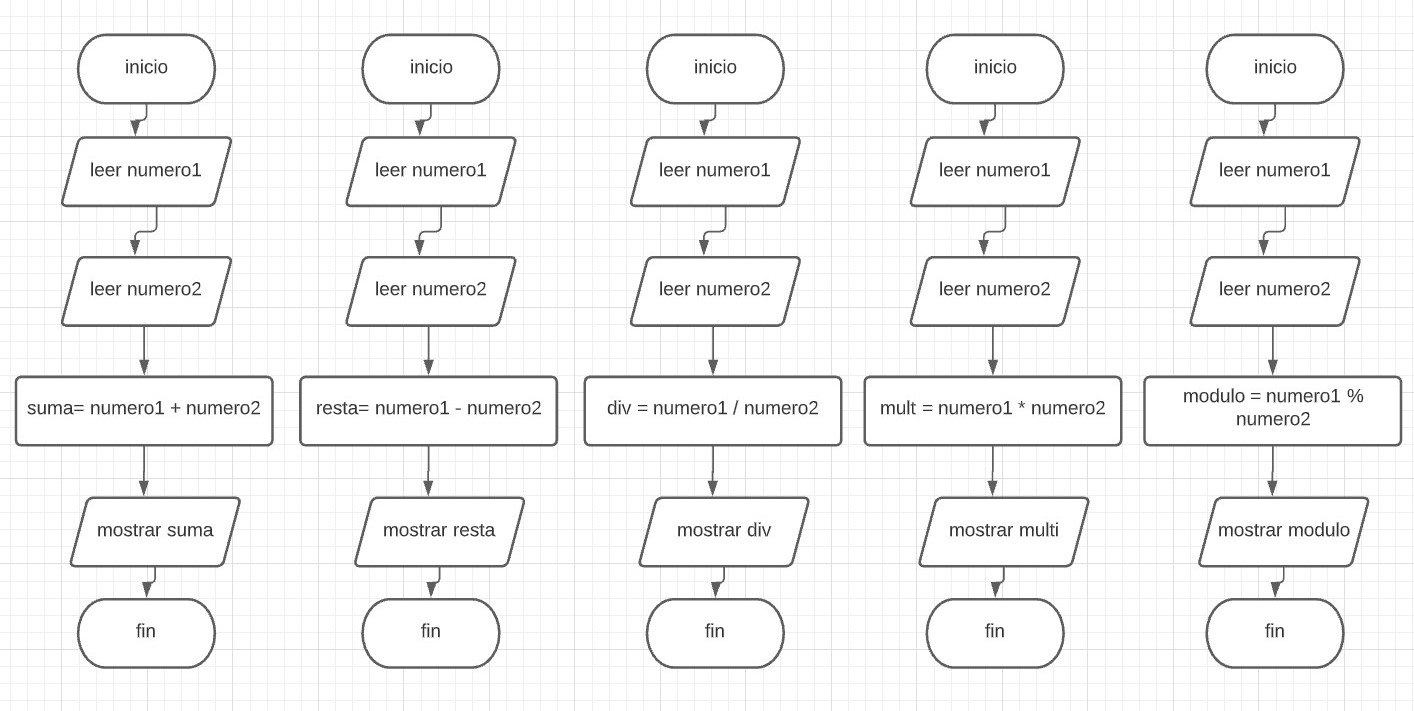 inicio
leer numero1
leer numero2
suma= numero1 + numero2
mostrar suma
fin
inicio
leer numero1
leer numero2
resta= numero1 - numero2
mostrar resta
fin
inicio
leer numero1
leer numero2
div = numero1 / numero2
mostrar div
fin
inicio
leer numero1
leer numero2
mult = numero1 * numero2
mostrar multi
fin
inicio
leer numero1
leer numero2
modulo = numero1 %
numero2
mostrar modulo
fin